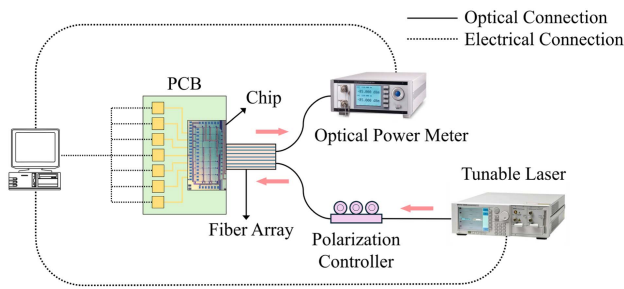 Optical Connection
Electrical Connection
PCB
Chip
Optical Power Meter
Tunable Laser
Fiber Array
Polarization
Controller